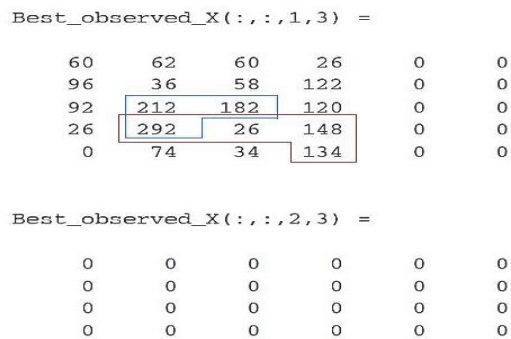 Best_observed_X(:,:,1,3) =
60 62 60 26 0 0
96 36 58 122 0 0
92 212 182 120 0 0
26 292 26 148 0 0
0 74 34 134 0 0
Best_observed_X(:,:,2,3) =
0 0 0 0 0 0
0 0 0 0 0 0
0 0 0 0 0 0
0 0 0 0 0 0